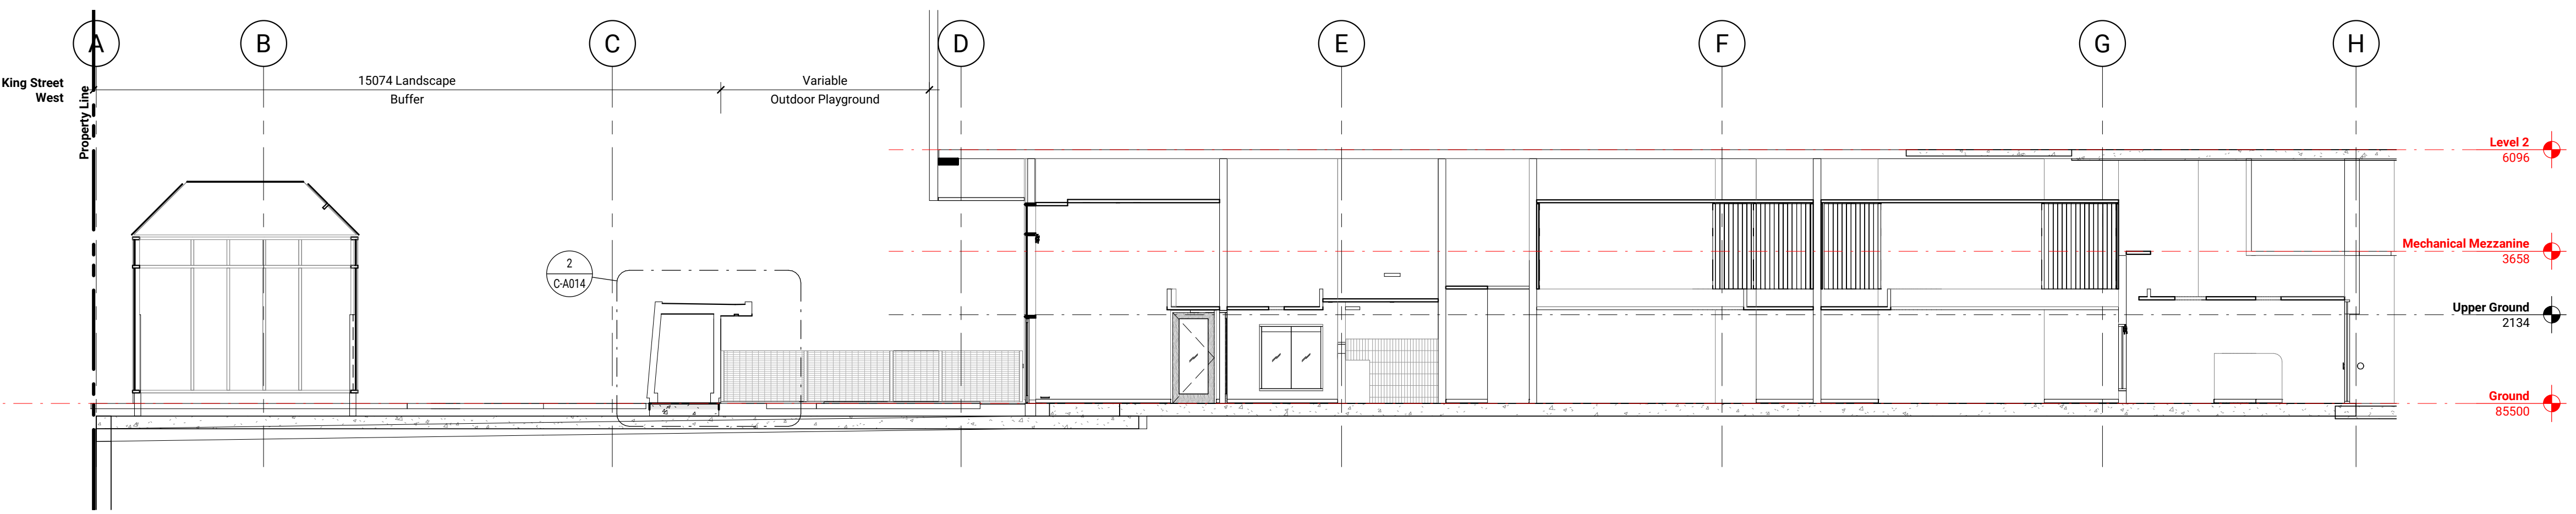 A
B
C
D
E
F
G
H
King Street
West
Property Line
15074 Landscape
Buffer
Variable
Outdoor Playground
Level 2
6096
2
C-A014
Mechanical Mezzanine
3658
Upper Ground
2134
Ground
85500